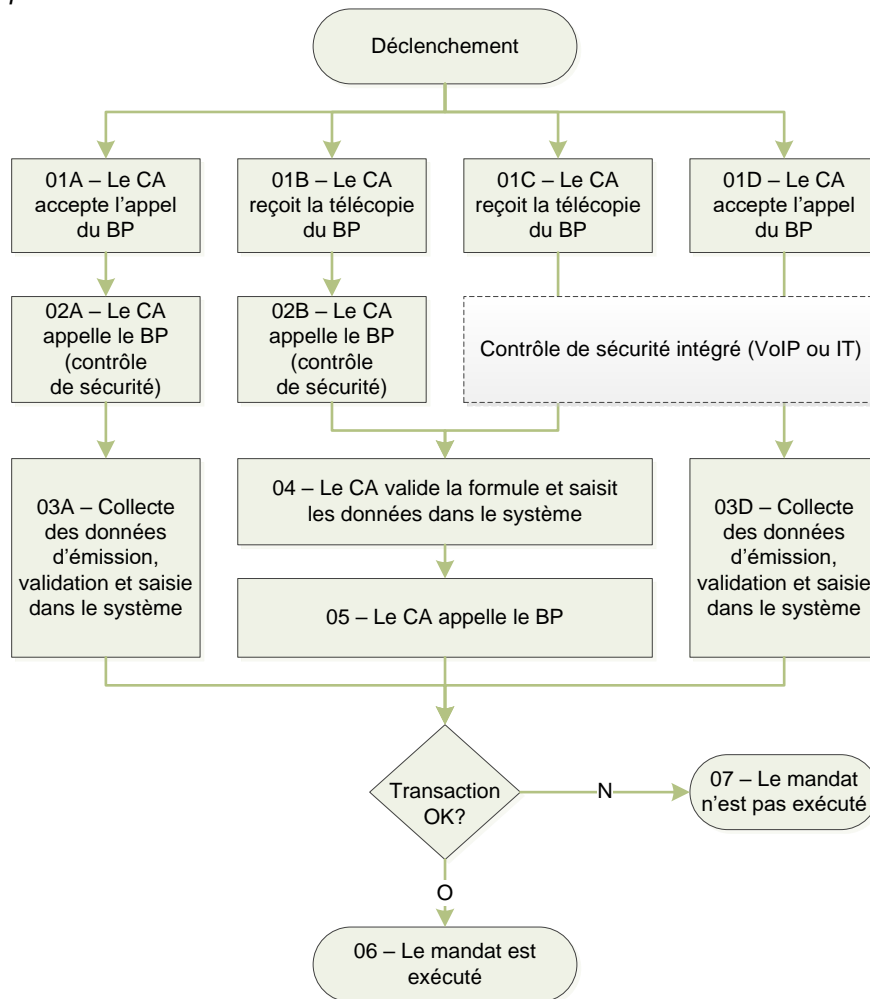 Déclenchement
01A – Le CA
accepte l'appel
du BP
01B – Le CA
reçoit la télécopie
du BP
01C – Le CA
reçoit la télécopie
du BP
01D – Le CA
accepte l'appel
du BP
02A – Le CA
appelle le BP
(contrôle
de sécurité)
02B – Le CA
appelle le BP
(contrôle
de sécurité)
Contrôle de sécurité intégré (VoIP ou IT)
03A – Collecte
des données
d'émission,
validation et saisie
dans le système
04 – Le CA valide la formule et saisit
les données dans le système
05 – Le CA appelle le BP
03D – Collecte
des données
d'émission,
validation et saisie
dans le système
Transaction
OK?
N
07 – Le mandat
n'est pas exécuté
O
06 – Le mandat est
exécuté